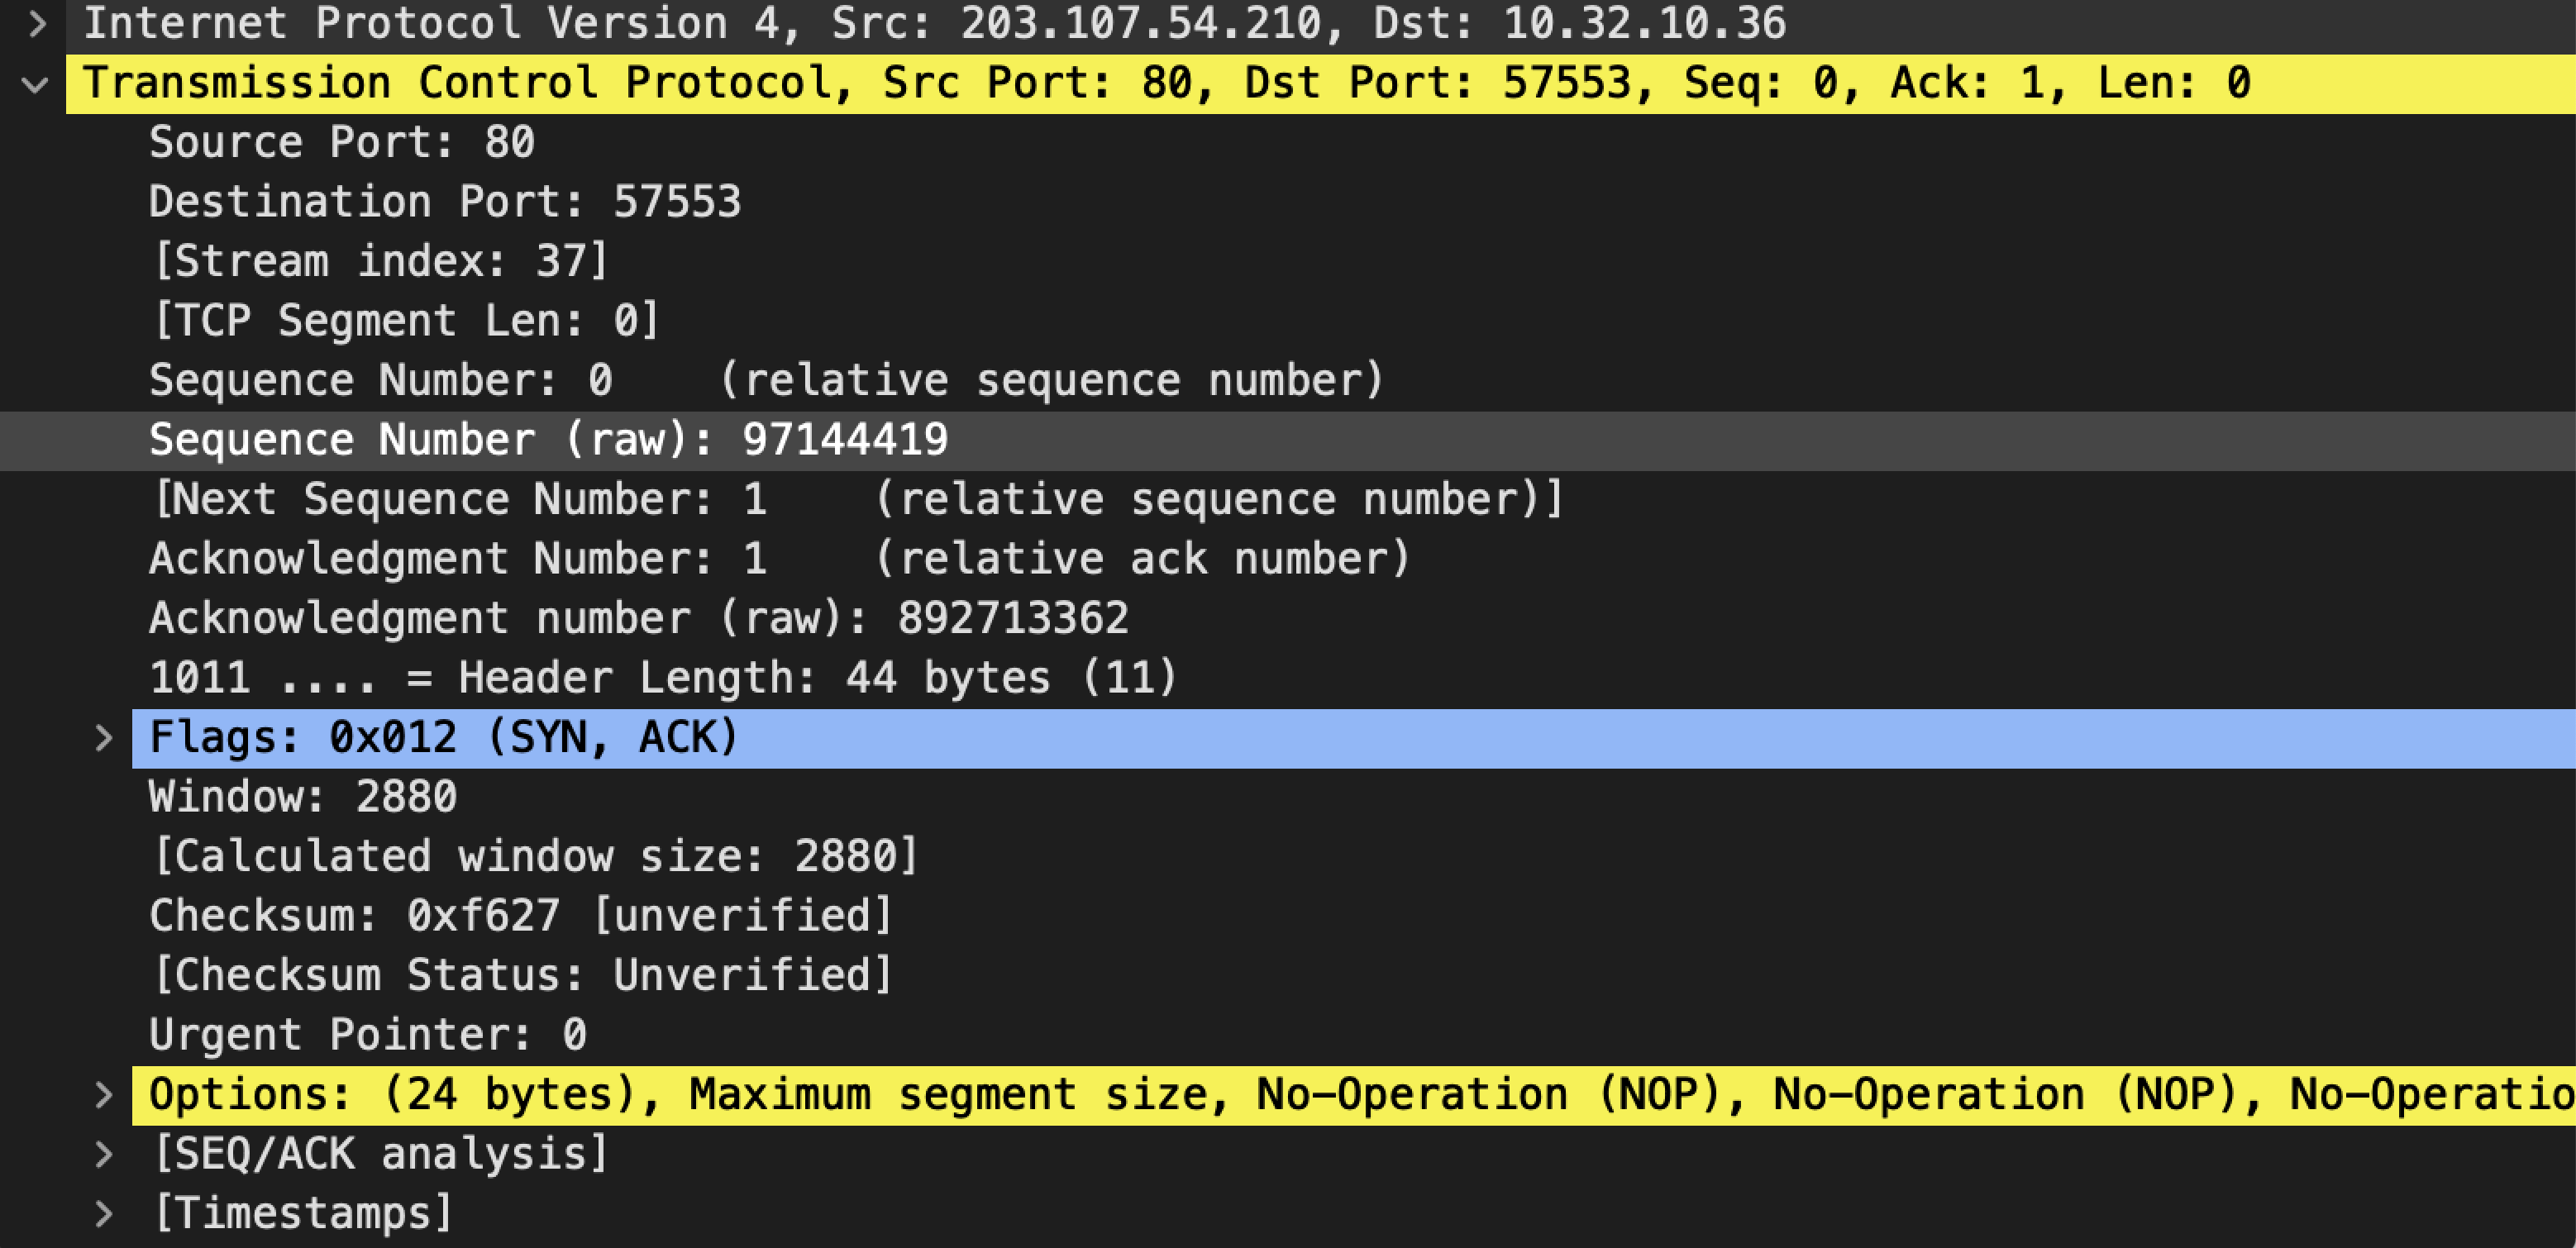 Internet Protocol Version 4, Src: 203.107.54.210, Dst: 10.32.10.36
Transmission Control Protocol, Src Port: 80, Dst Port: 57553, Seq: 0, Ack: 1, Len: 0
Source Port: 80
Destination Port: 57553
[Stream index: 37]
[TCP Segment Len: 0]
Sequence Number: 0    (relative sequence number)
Sequence Number (raw): 97144419
[Next Sequence Number: 1    (relative sequence number)]
Acknowledgment Number: 1    (relative ack number)
Acknowledgment number (raw): 892713362
1011 .... = Header Length: 44 bytes (11)
Flags: 0x012 (SYN, ACK)
Window: 2880
[Calculated window size: 2880]
Checksum: 0xf627 [unverified]
[Checksum Status: Unverified]
Urgent Pointer: 0
Options: (24 bytes), Maximum segment size, No-Operation (NOP), No-Operation (NOP), No-Operatio
[SEQ/ACK analysis]
[Timestamps]